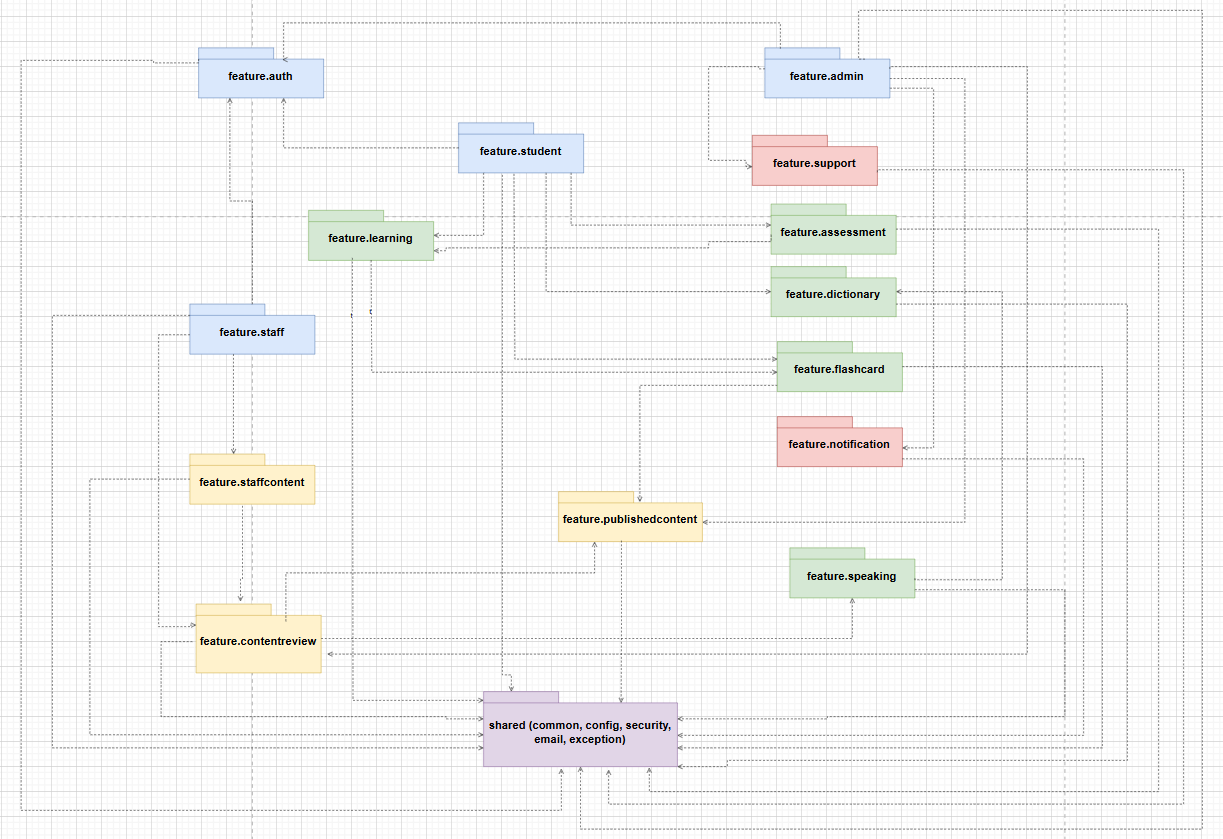 feature.auth
feature.admin
feature.student
feature.support
feature.learning
feature.assessment
feature.dictionary
feature.staff
feature.flashcard
feature.notification
feature.staffcontent
feature.publishedcontent
feature.speaking
feature.contentreview
shared (common, config, security,
email, exception)